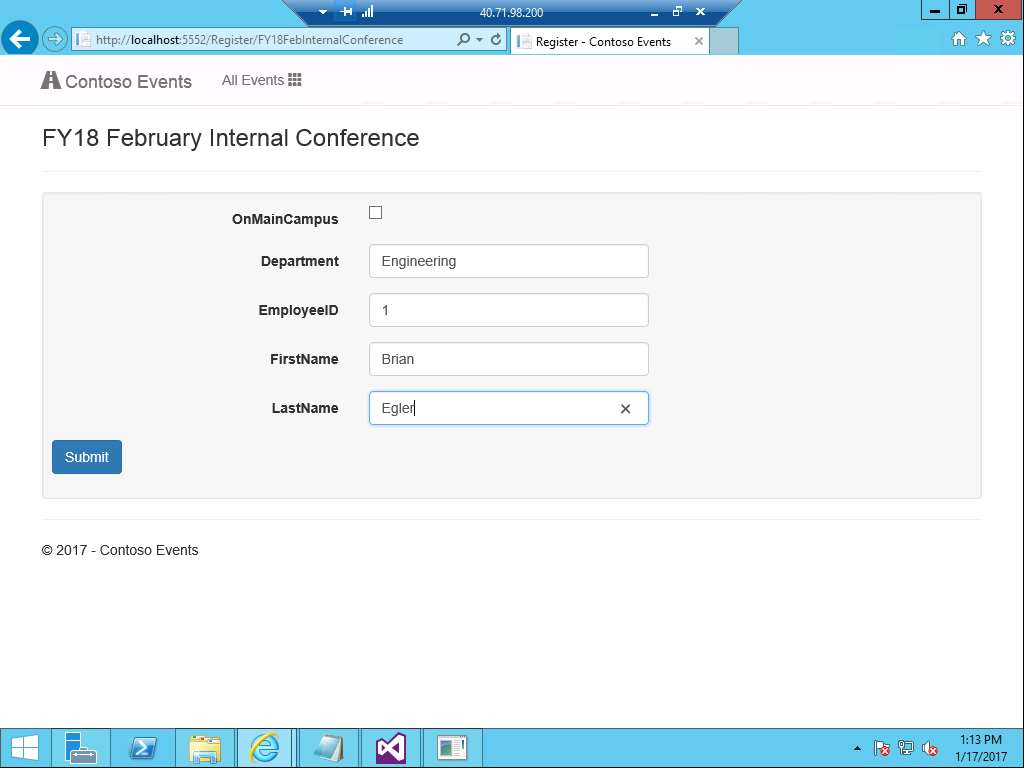 40.71.98.200
http://localhost:5552/Register/FY18FebInternalConference
Register - Contoso Events
Contoso Events All Events
FY18 February Internal Conference
OnMainCampus
Department Engineering
EmployeeID 1
FirstName Brian
LastName Egler
Submit
© 2017 - Contoso Events
1:13 PM
1/17/2017